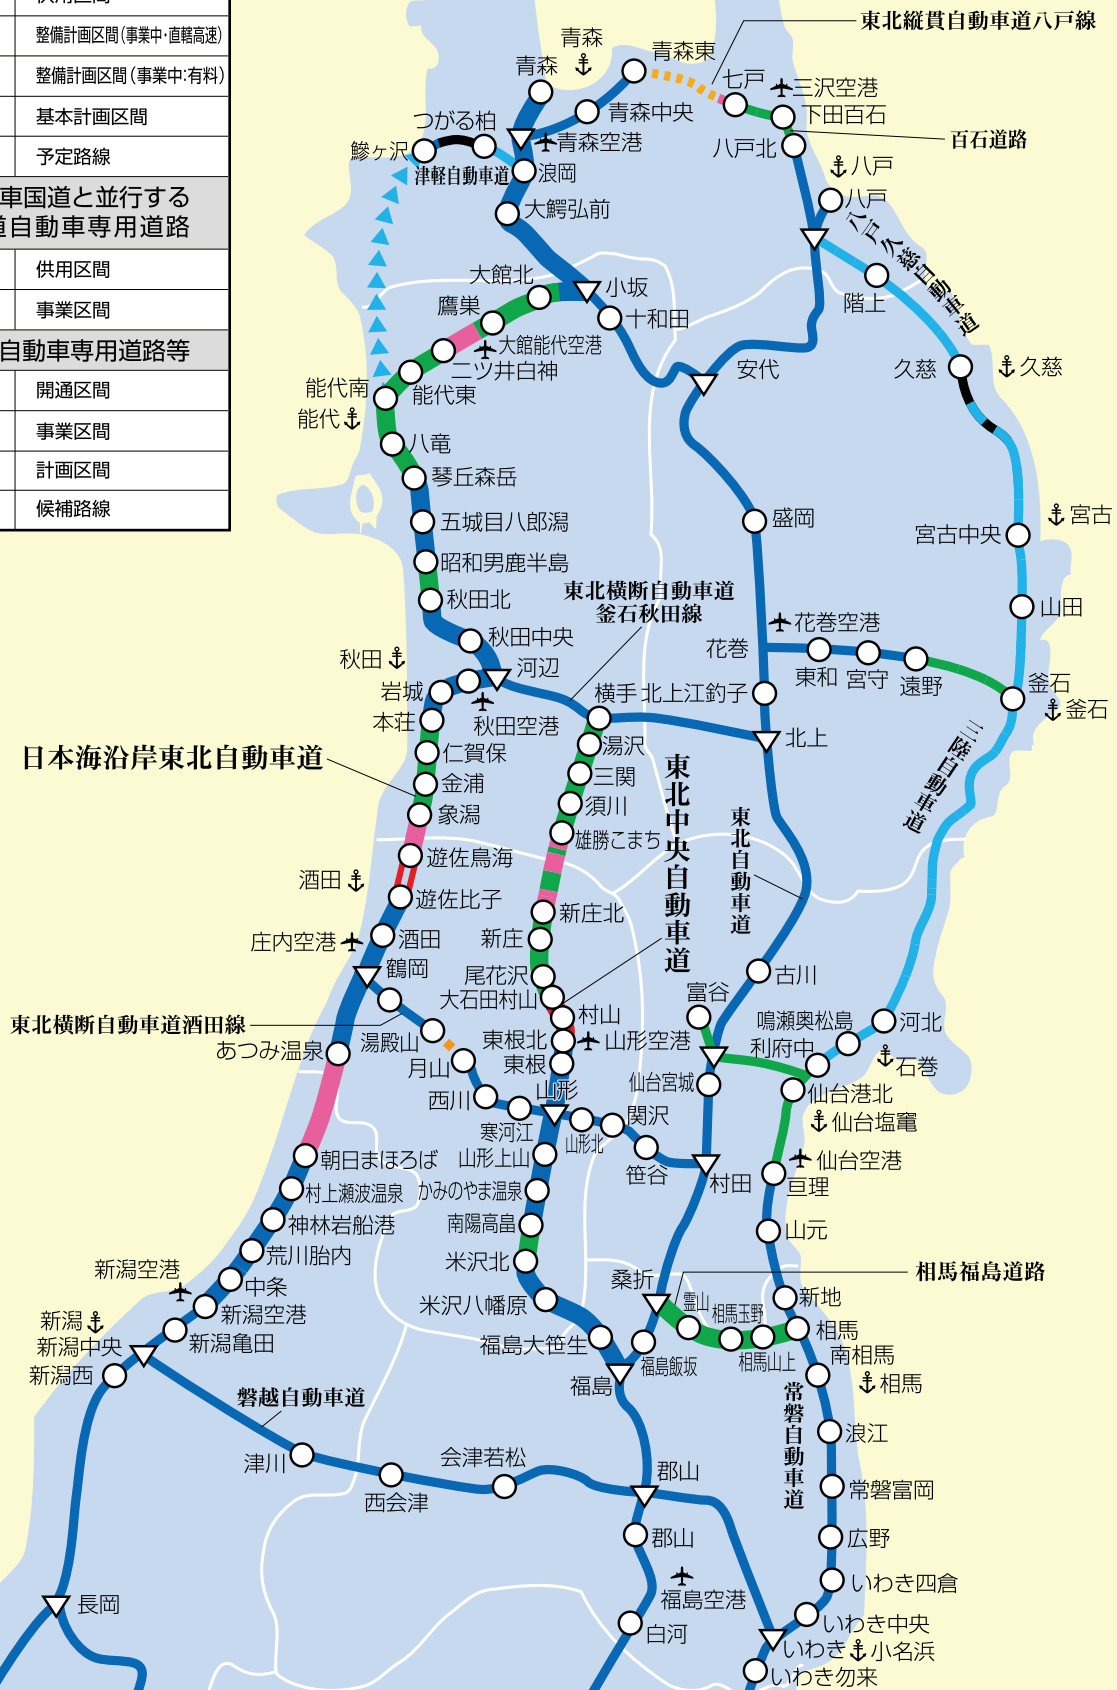 供用区間
整備計画区間(事業中・直轄高速)
整備計画区間(事業中:有料)
基本計画区間
予定路線
車国道と並行する
道自動車専用道路
供用区間
事業区間
自動車専用道路等
開通区間
事業区間
計画区間
候補路線
東北縦貫自動車道八戸線
青森
青森東
青森
七戸
三沢空港
青森中央
下田百石
つがる柏
青森空港
百石道路
鰺ヶ沢
八戸北
津軽自動車道
浪岡
八戸
大鰐弘前
八戸
八戸久慈自動車道
大館北
小坂
階上
鷹巣
十和田
大館能代空港
二ツ井白神
安代
久慈
久慈
能代南
能代東
能代
八竜
琴丘森岳
五城目八郎潟
盛岡
宮古
宮古中央
昭和男鹿半島
東北横断自動車道
釜石秋田線
秋田北
山田
花巻空港
秋田中央
花巻
秋田
河辺
東和
宮守
遠野
釜石
岩城
横手
北上江釣子
釜石
本荘
秋田空港
三陸自動車道
北上
日本海沿岸東北自動車道
仁賀保
湯沢
東北中央自動車道
金浦
三関
象潟
須川
東北自動車道
雄勝こまち
遊佐鳥海
酒田
遊佐比子
新庄北
庄内空港
酒田
新庄
鶴岡
尾花沢
古川
大石田村山
富谷
東北横断自動車道酒田線
村山
鳴瀬奥松島
河北
あつみ温泉
湯殿山
東根北
山形空港
利府中
月山
東根
石巻
西川
山形
仙台宮城
仙台港北
寒河江
山形北
関沢
仙台塩竈
朝日まほろば
山形上山
笹谷
仙台空港
村上瀬波温泉
かみのやま温泉
村田
亘理
神林岩船港
南陽高畠
山元
荒川胎内
米沢北
新潟空港
中条
桑折
相馬福島道路
新潟空港
米沢八幡原
霊山
新地
新潟
相馬玉野
相馬
新潟中央
新潟亀田
福島大笹生
相馬山上
南相馬
新潟西
福島飯坂
福島
相馬
磐越自動車道
常磐自動車道
浪江
津川
会津若松
郡山
西会津
常磐富岡
郡山
広野
福島空港
いわき四倉
長岡
白河
いわき中央
いわき
小名浜
いわき勿来